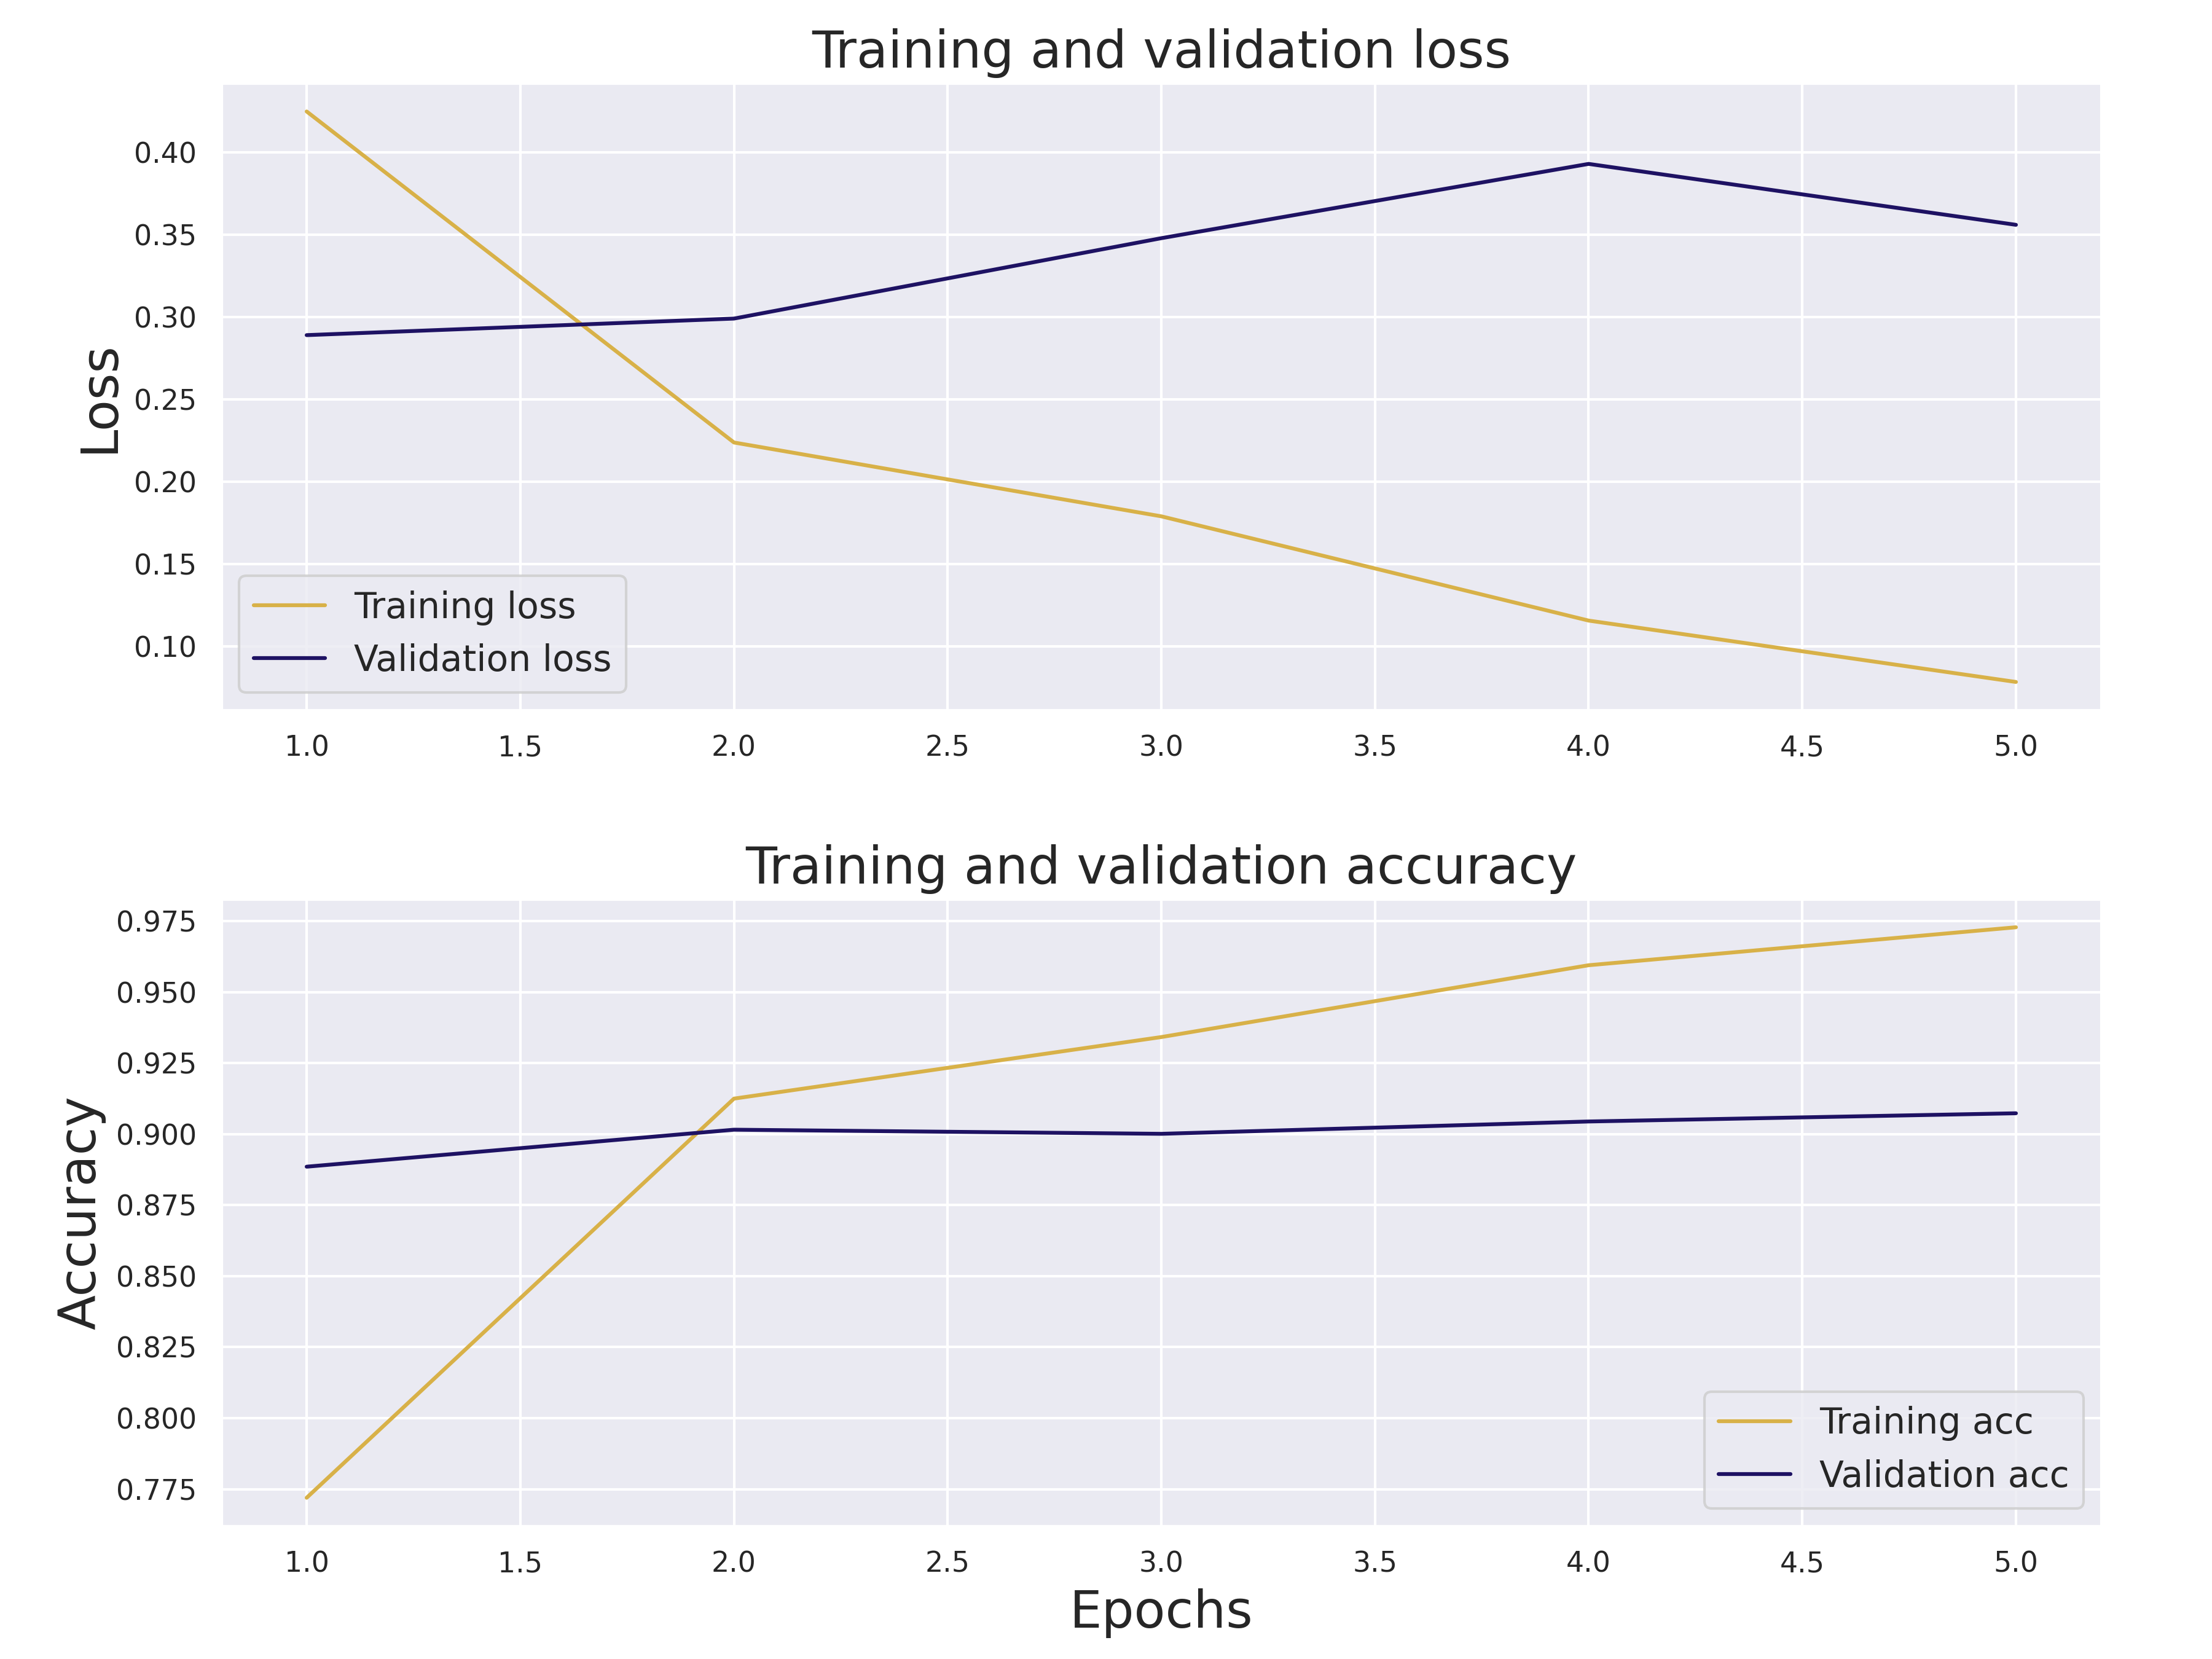 Training and validation loss
Loss
0.40
0.35
0.30
0.25
0.20
0.15
0.10
Training loss
Validation loss
1.0 1.5 2.0 2.5 3.0 3.5 4.0 4.5 5.0
Training and validation accuracy
Accuracy
0.975
0.950
0.925
0.900
0.875
0.850
0.825
0.800
0.775
Training acc
Validation acc
1.0 1.5 2.0 2.5 3.0 3.5 4.0 4.5 5.0
Epochs